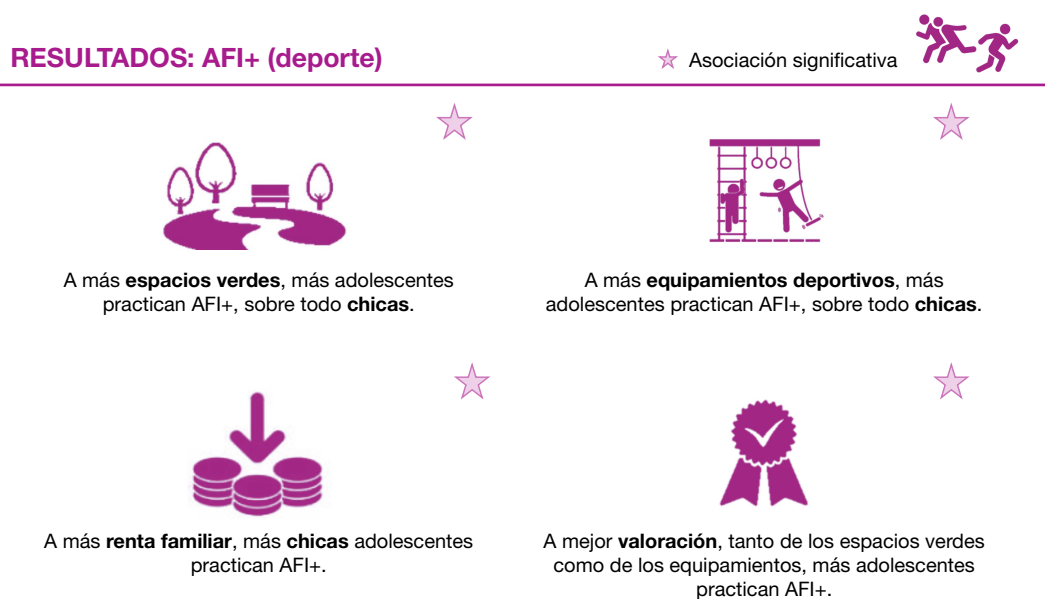 RESULTADOS: AFI+ (deporte)
Asociación significativa
A más espacios verdes, más adolescentes
practican AFI+, sobre todo chicas.
A más equipamientos deportivos, más
adolescentes practican AFI+, sobre todo chicas.
A más renta familiar, más chicas adolescentes
practican AFI+.
A mejor valoración, tanto de los espacios verdes
como de los equipamientos, más adolescentes
practican AFI+.